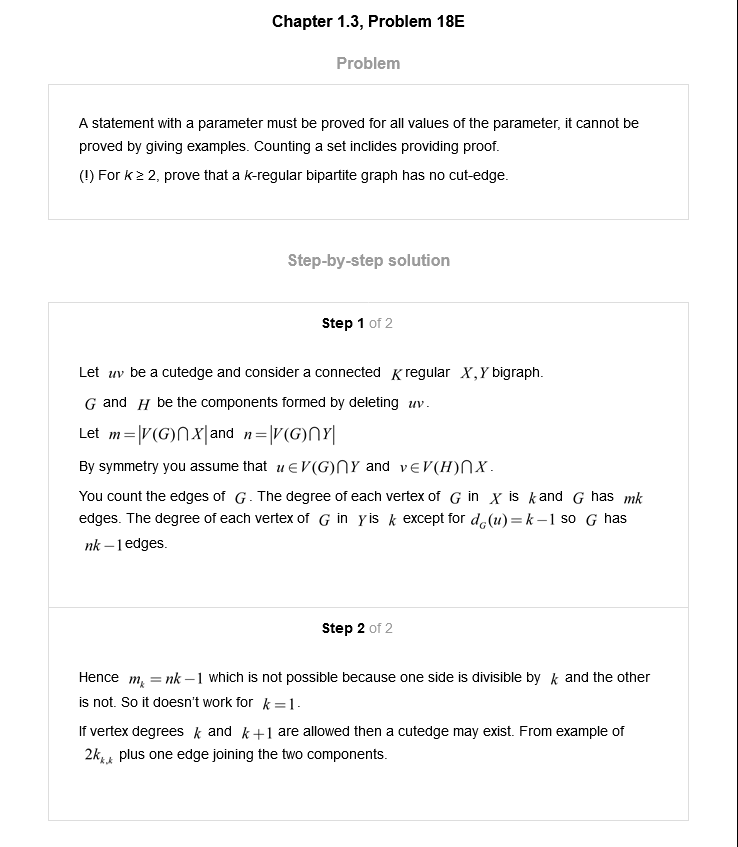 Chapter 1.3, Problem 18E
Problem
A statement with a parameter must be proved for all values of the parameter, it cannot be
proved by giving examples. Counting a set inclides providing proof.
(!) For k ≥ 2, prove that a k-regular bipartite graph has no cut-edge.
Step-by-step solution
Step 1 of 2
Let uv be a cutedge and consider a connected K regular X,Y bigraph.
G and H be the components formed by deleting uv.
Let m=|V(G)⋂X| and n=|V(G)⋂Y|
By symmetry you assume that u∈V(G)⋂Y and v∈V(H)⋂X.
You count the edges of G. The degree of each vertex of G in X is k and G has mk
edges. The degree of each vertex of G in Y is k except for d_G(u)=k−1 so G has
nk−1 edges.
Step 2 of 2
Hence m_k = nk−1 which is not possible because one side is divisible by k and the other
is not. So it doesn't work for k=1.
If vertex degrees k and k+1 are allowed then a cutedge may exist. From example of
2k_{k,k} plus one edge joining the two components.